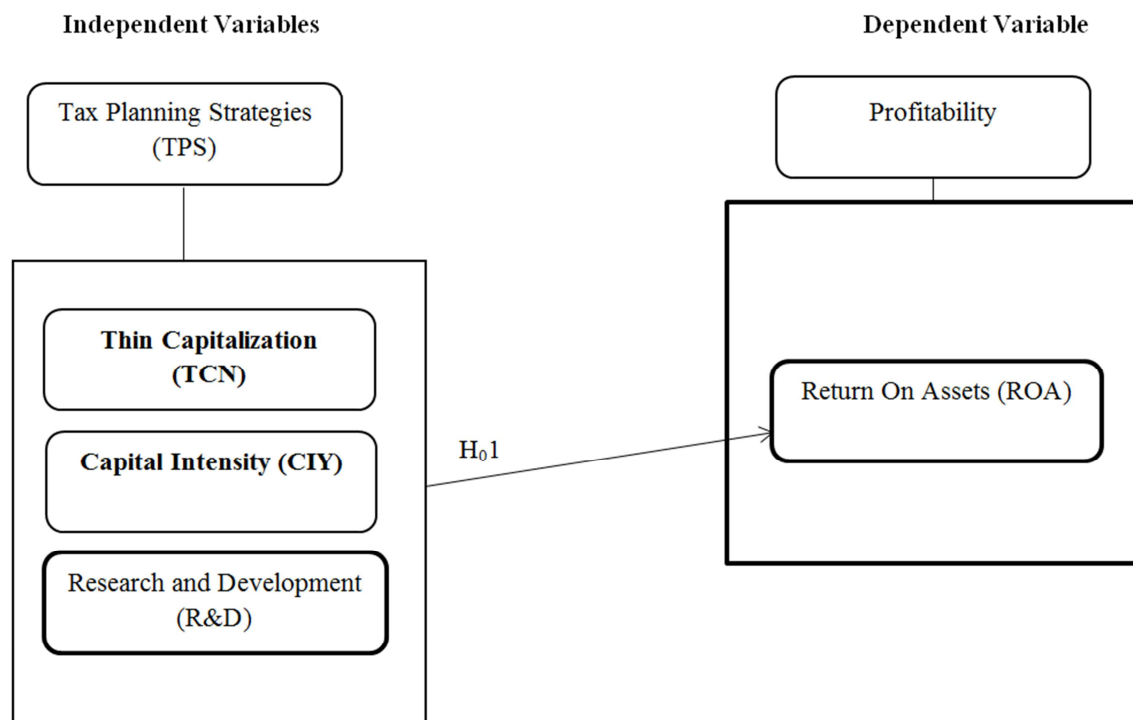 Independent Variables
Dependent Variable
Tax Planning Strategies
(TPS)
Profitability
Thin Capitalization
(TCN)
Capital Intensity (CIY)
Research and Development
(R&D)
H₀1
Return On Assets (ROA)